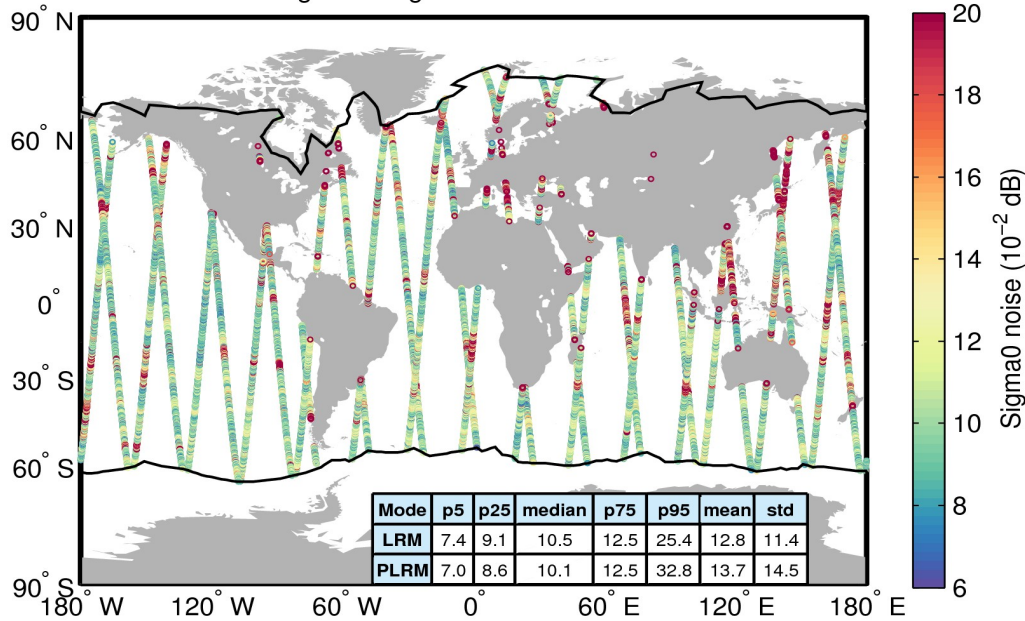 90° N
60° N
30° N
0°
30° S
60° S
90° S
180° W
120° W
60° W
0°
60° E
120° E
180° E
20
18
16
14
12
10
8
6
Sigma0 noise (10⁻² dB)
Mode p5 p25 median p75 p95 mean std
LRM 7.4 9.1 10.5 12.5 25.4 12.8 11.4
PLRM 7.0 8.6 10.1 12.5 32.8 13.7 14.5